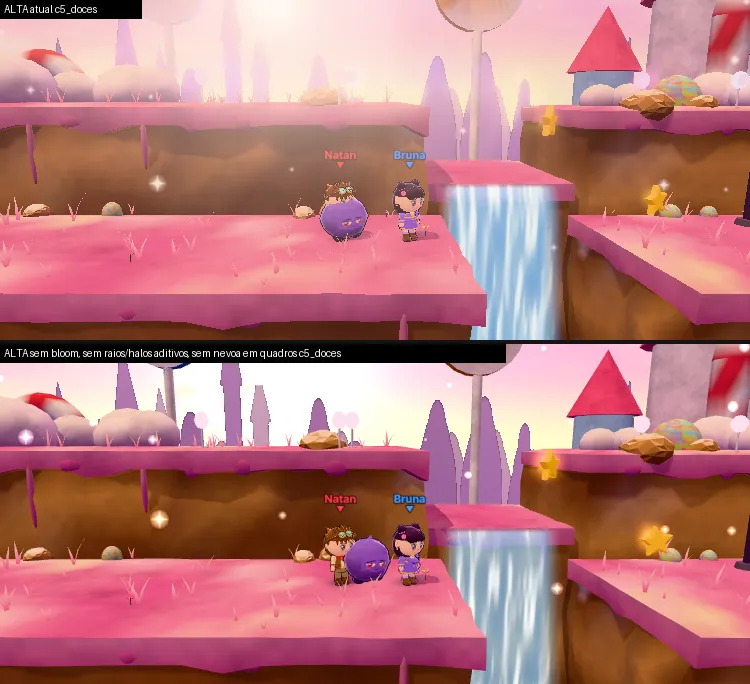 ALTA atual c5_doces
Natan
Bruna
ALTA sem bloom, sem raios/halos aditivos, sem nevoa em quadros c5_doces
Natan
Bruna